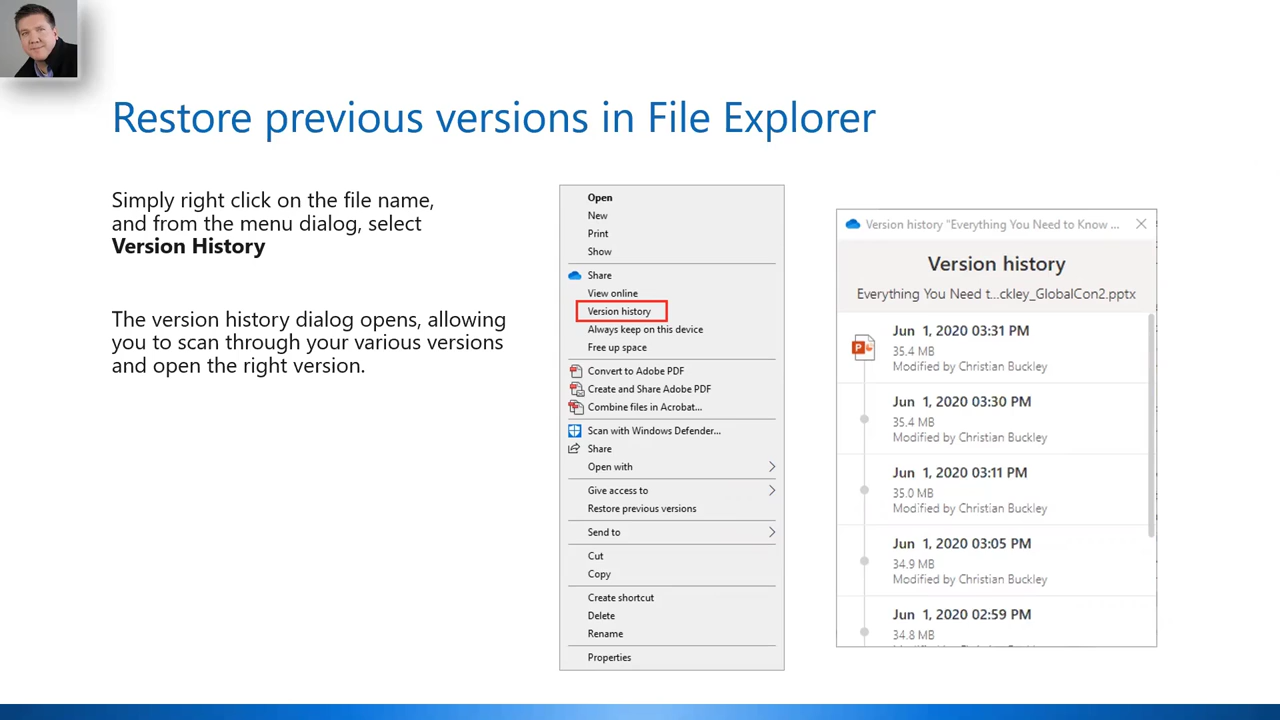 Restore previous versions in File Explorer
Simply right click on the file name,
and from the menu dialog, select
Version History
The version history dialog opens, allowing
you to scan through your various versions
and open the right version.
Open
New
Print
Show
Share
View online
Version history
Always keep on this device
Free up space
Convert to Adobe PDF
Create and Share Adobe PDF
Combine files in Acrobat...
Scan with Windows Defender...
Share
Open with
Give access to
Restore previous versions
Send to
Cut
Copy
Create shortcut
Delete
Rename
Properties
Version history "Everything You Need to Know ...
Version history
Everything You Need t...ckley_GlobalCon2.pptx
Jun 1, 2020 03:31 PM
35.4 MB
Modified by Christian Buckley
Jun 1, 2020 03:30 PM
35.4 MB
Modified by Christian Buckley
Jun 1, 2020 03:11 PM
35.0 MB
Modified by Christian Buckley
Jun 1, 2020 03:05 PM
34.9 MB
Modified by Christian Buckley
Jun 1, 2020 02:59 PM
34.8 MB